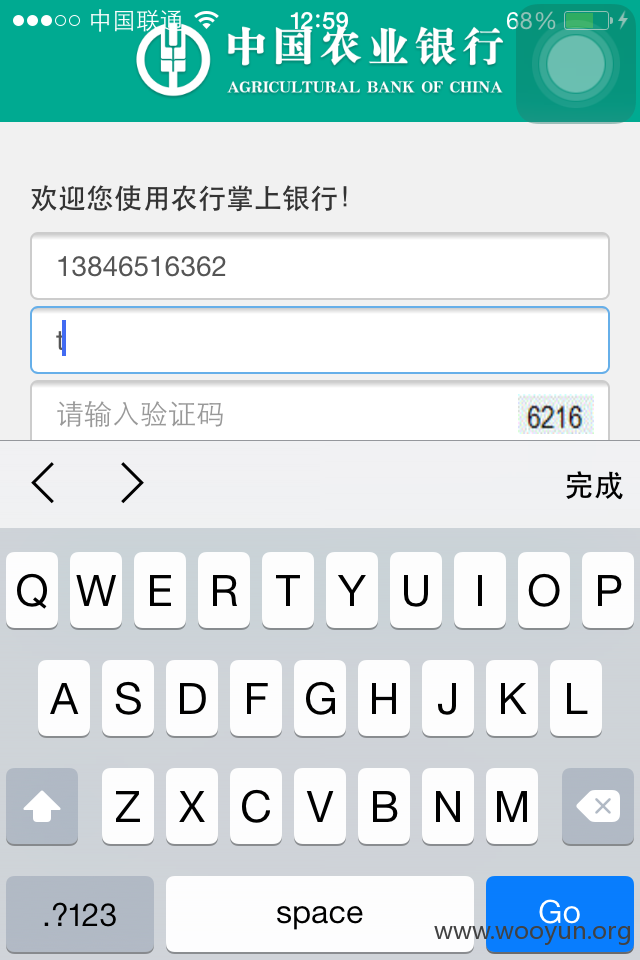 中国联通 12:59 68%
中国农业银行
AGRICULTURAL BANK OF CHINA
欢迎您使用农行掌上银行!
13846516362
t
请输入验证码 6216
完成
Q W E R T Y U I O P
A S D F G H J K L
Z X C V B N M
.?123 space Go
www.wooyun.org